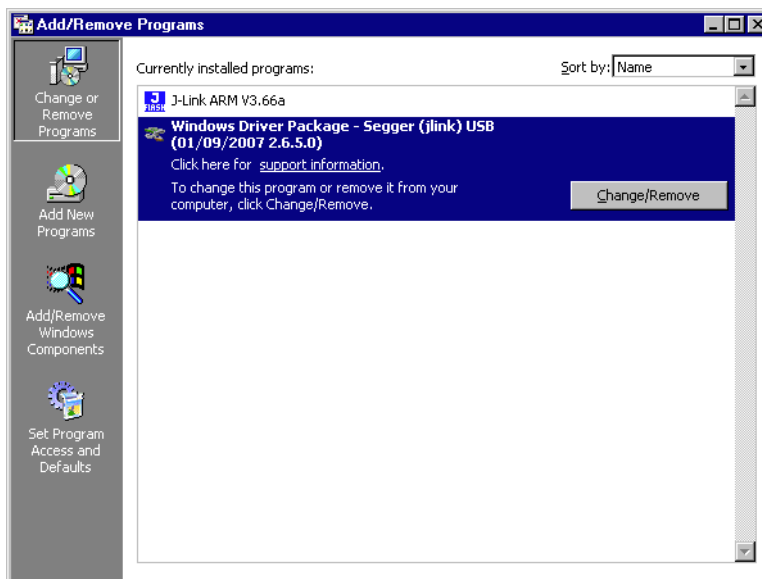 Add/Remove Programs
Change or
Remove
Programs
Add New
Programs
Add/Remove
Windows
Components
Set Program
Access and
Defaults
Currently installed programs:
Sort by: Name
J-Link ARM V3.66a
Windows Driver Package - Segger (jlink) USB
(01/09/2007 2.6.5.0)
Click here for support information.
To change this program or remove it from your
computer, click Change/Remove.
Change/Remove